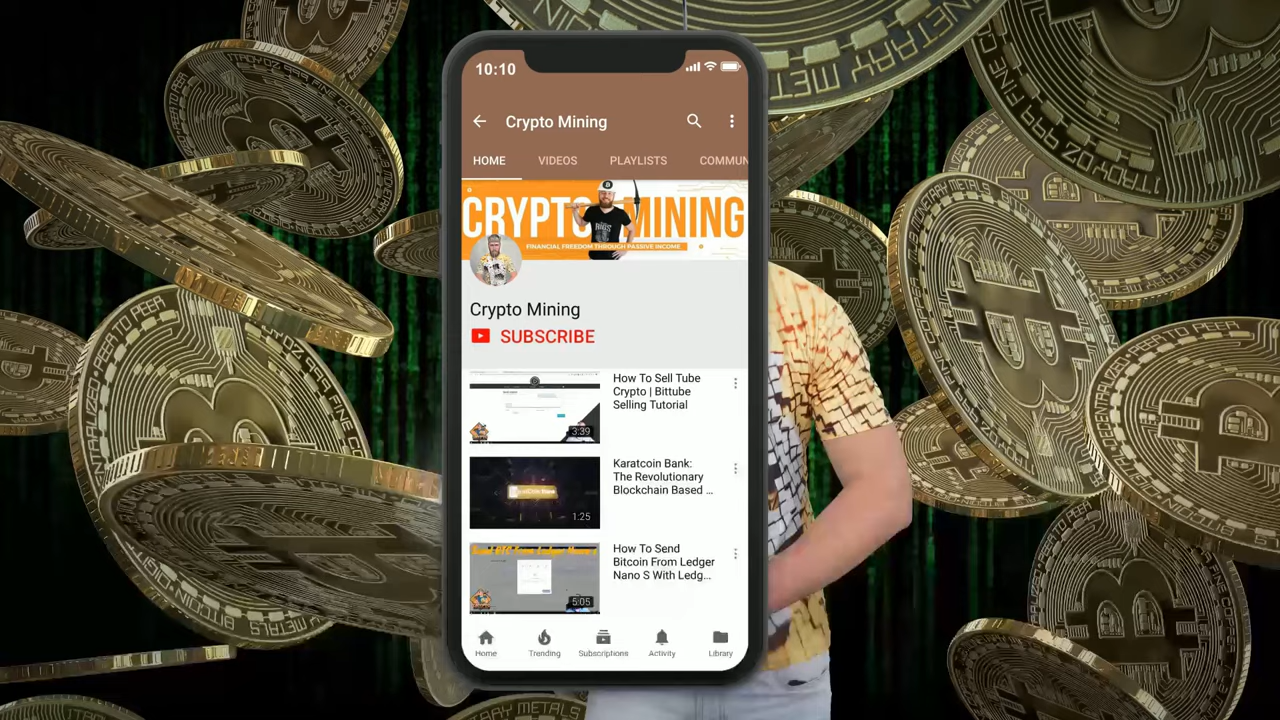 10:10
Crypto Mining
HOME VIDEOS PLAYLISTS COMMUN
CRYPTO MINING
FINANCIAL FREEDOM THROUGH PASSIVE INCOME
Crypto Mining
SUBSCRIBE
How To Sell Tube
Crypto | Bittube
Selling Tutorial
3:39
Karatcoin Bank:
The Revolutionary
Blockchain Based ...
1:25
How To Send
Bitcoin From Ledger
Nano S With Ledg...
5:05
Home Trending Subscriptions Activity Library